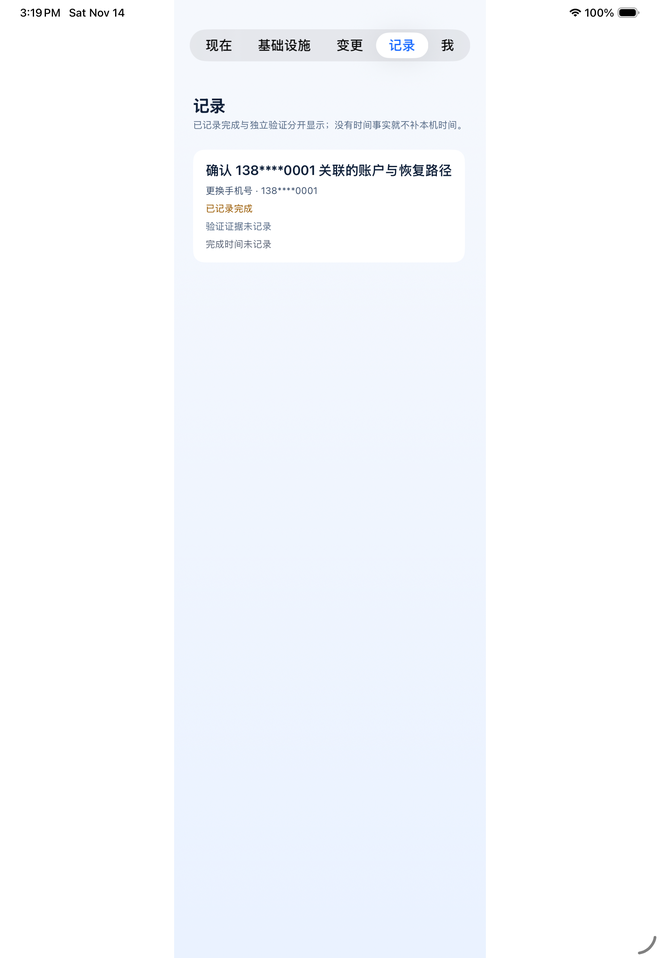 3:19 PM Sat Nov 14
100%
现在 基础设施 变更 记录 我
记录
已记录完成与独立验证分开显示；没有时间事实就不补本机时间。
确认 138****0001 关联的账户与恢复路径
更换手机号 · 138****0001
已记录完成
验证证据未记录
完成时间未记录